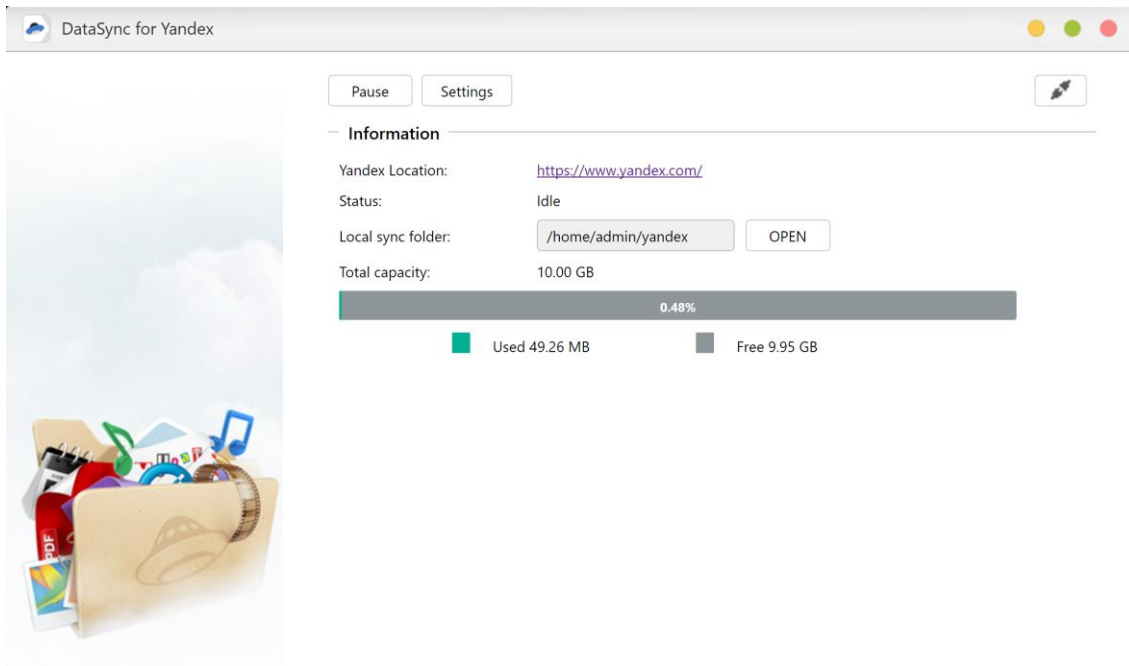 DataSync for Yandex
Pause Settings
Information
Yandex Location: https://www.yandex.com/
Status: Idle
Local sync folder: /home/admin/yandex OPEN
Total capacity: 10.00 GB
0.48%
Used 49.26 MB Free 9.95 GB
PDF